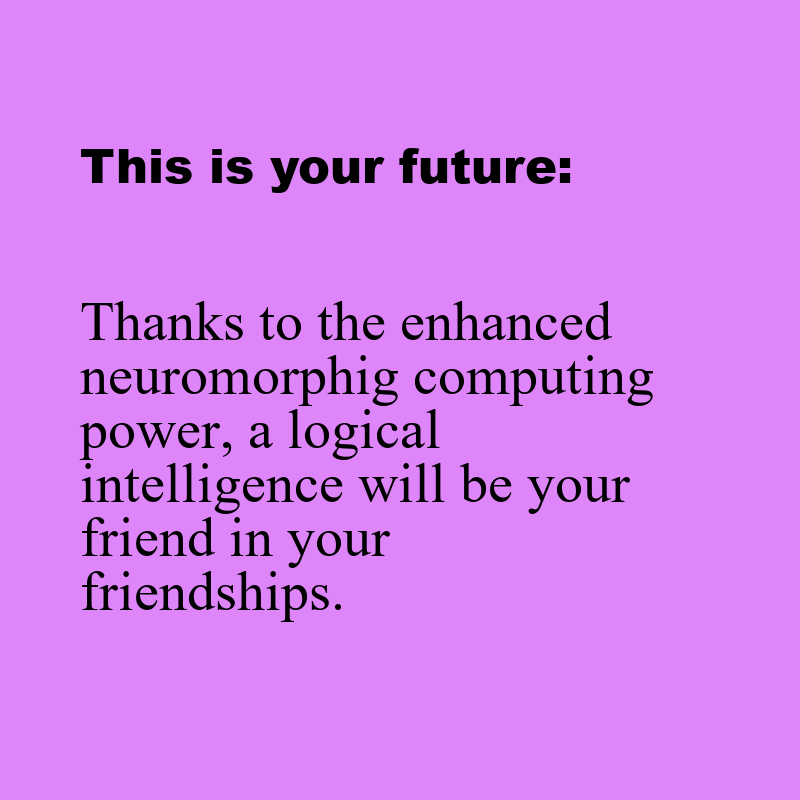 This is your future:
Thanks to the enhanced
neuromorphig computing
power, a logical
intelligence will be your
friend in your
friendships.